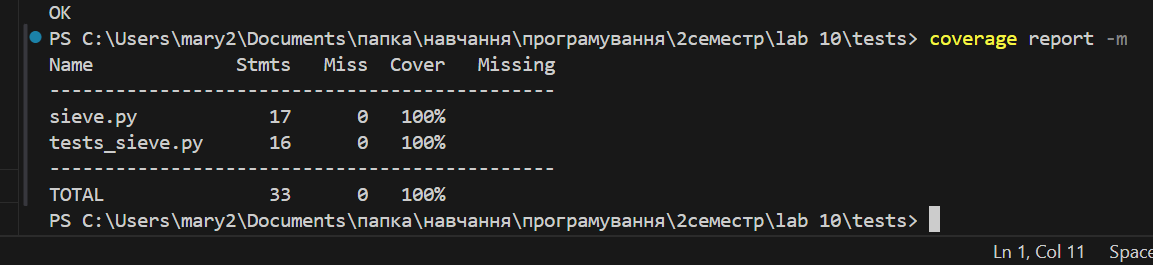 OK
PS C:\Users\mary2\Documents\папка\навчання\програмування\2семестр\lab 10\tests> coverage report -m
Name             Stmts   Miss  Cover   Missing
----------------------------------------------
sieve.py            17      0   100%
tests_sieve.py      16      0   100%
----------------------------------------------
TOTAL               33      0   100%
PS C:\Users\mary2\Documents\папка\навчання\програмування\2семестр\lab 10\tests>
Ln 1, Col 11 Space